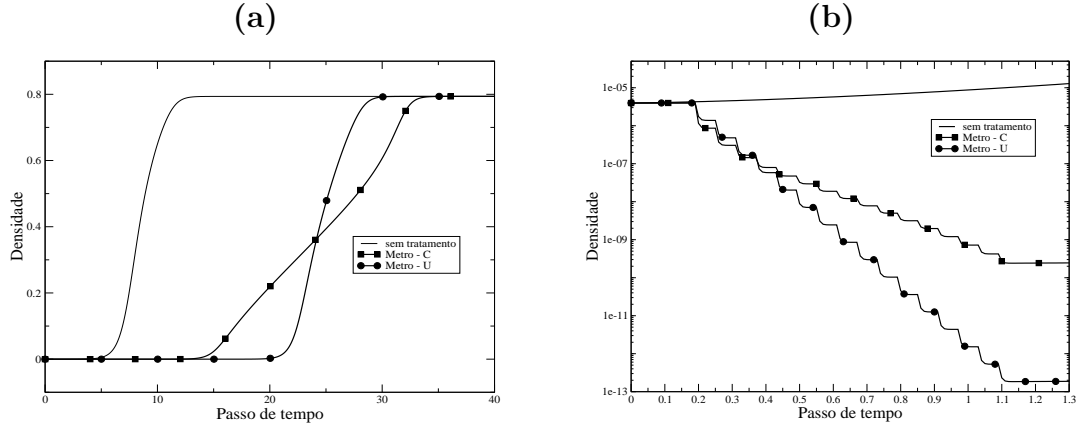 (a)
0.8
0.6
0.4
0.2
0
Densidade
0
10
20
30
40
Passo de tempo
sem tratamento
Metro - C
Metro - U
(b)
1e-05
1e-07
1e-09
1e-11
1e-13
Densidade
0
0.1
0.2
0.3
0.4
0.5
0.6
0.7
0.8
0.9
1
1.1
1.2
1.3
Passo de tempo
sem tratamento
Metro - C
Metro - U